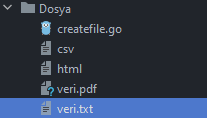 Dosya
createfile.go
csv
html
veri.pdf
veri.txt